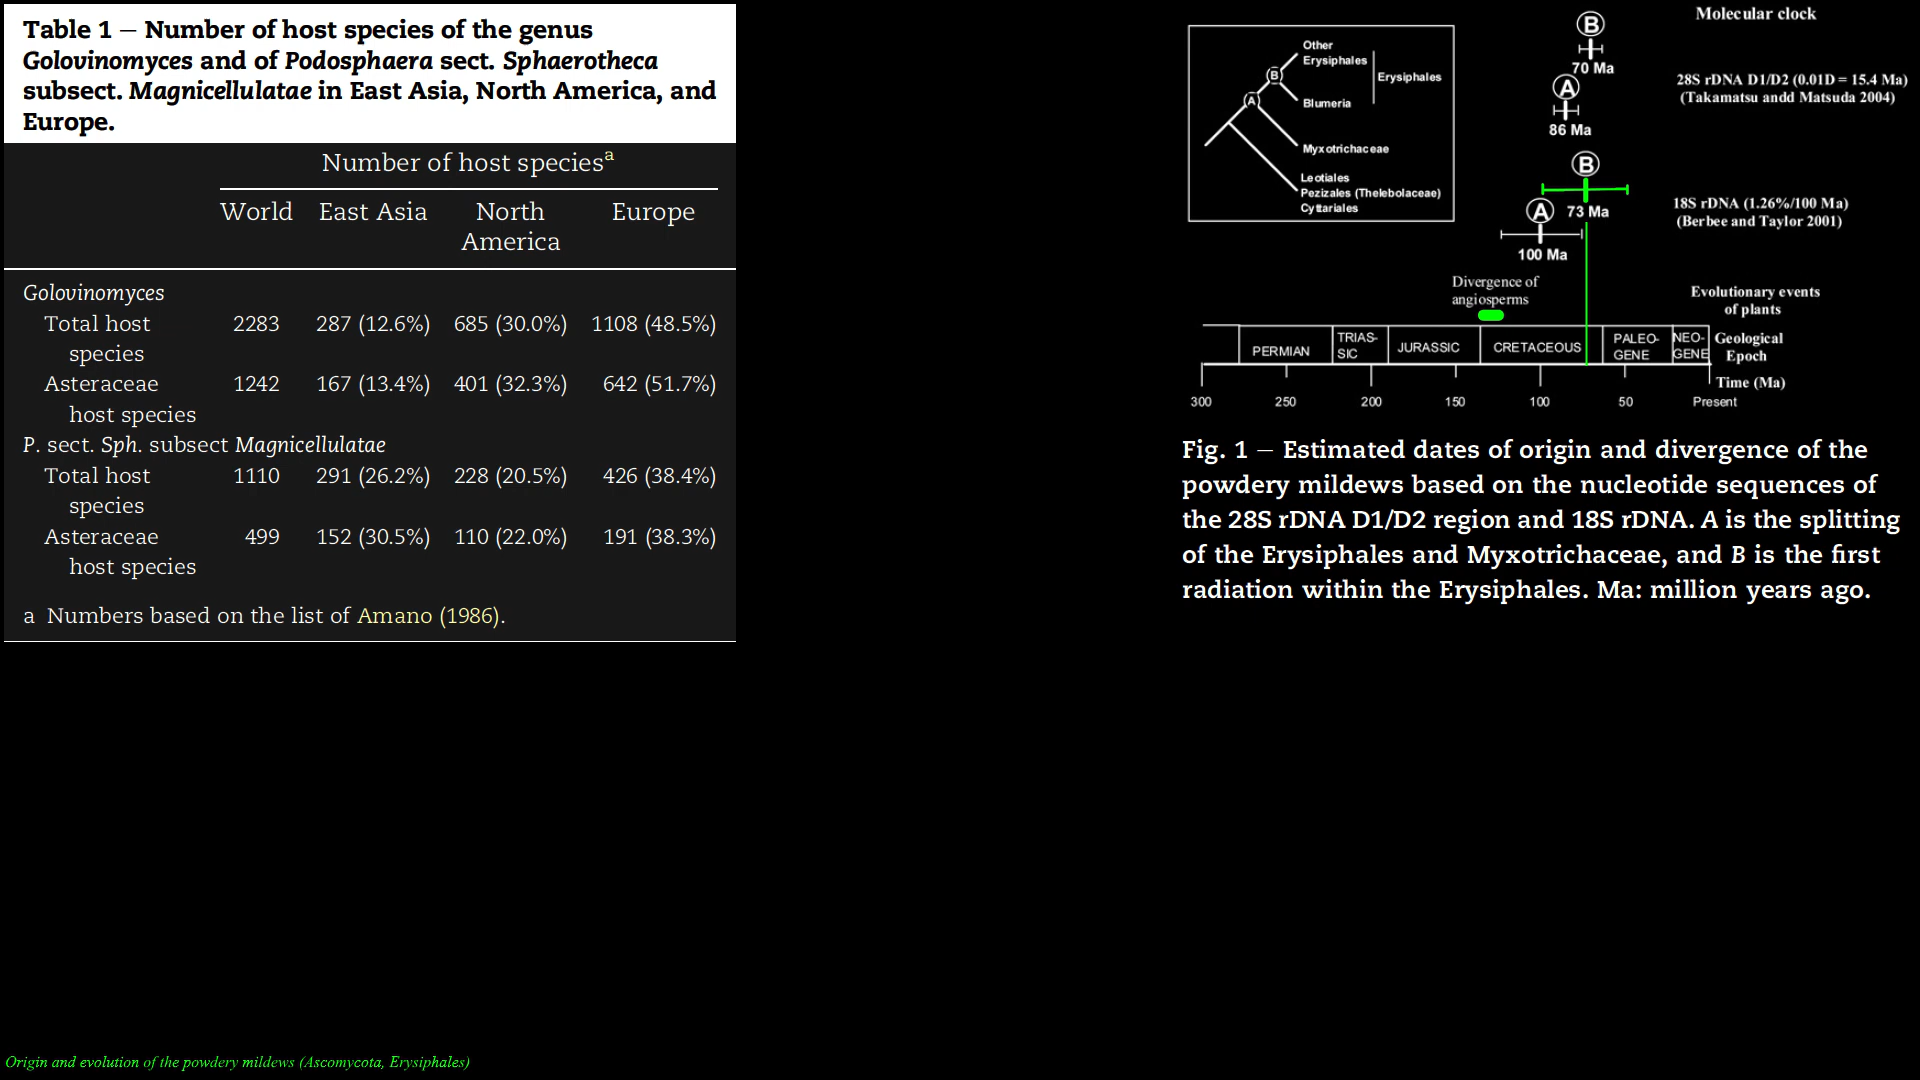 Table 1 – Number of host species of the genus
Golovinomyces and of Podosphaera sect. Sphaerotheca
subsect. Magnicellulatae in East Asia, North America, and
Europe.
Number of host speciesa
World East Asia North Europe
America
Golovinomyces
Total host 2283 287 (12.6%) 685 (30.0%) 1108 (48.5%)
species
Asteraceae 1242 167 (13.4%) 401 (32.3%) 642 (51.7%)
host species
P. sect. Sph. subsect Magnicellulatae
Total host 1110 291 (26.2%) 228 (20.5%) 426 (38.4%)
species
Asteraceae 499 152 (30.5%) 110 (22.0%) 191 (38.3%)
host species
a Numbers based on the list of Amano (1986).
Molecular clock
B
70 Ma
A
86 Ma
28S rDNA D1/D2 (0.01D = 15.4 Ma)
(Takamatsu andd Matsuda 2004)
Other
Erysiphales
Erysiphales
B
Blumeria
A
Myxotrichaceae
Leotiales
Pezizales (Thelebolaceae)
Cyttariales
B
73 Ma
A
100 Ma
18S rDNA (1.26%/100 Ma)
(Berbee and Taylor 2001)
Divergence of
angiosperms
Evolutionary events
of plants
PERMIAN TRIAS- JURASSIC CRETACEOUS PALEO- NEO- Geological
SIC GENE GENE Epoch
Time (Ma)
300 250 200 150 100 50 Present
Fig. 1 – Estimated dates of origin and divergence of the
powdery mildews based on the nucleotide sequences of
the 28S rDNA D1/D2 region and 18S rDNA. A is the splitting
of the Erysiphales and Myxotrichaceae, and B is the first
radiation within the Erysiphales. Ma: million years ago.
Origin and evolution of the powdery mildews (Ascomycota, Erysiphales)